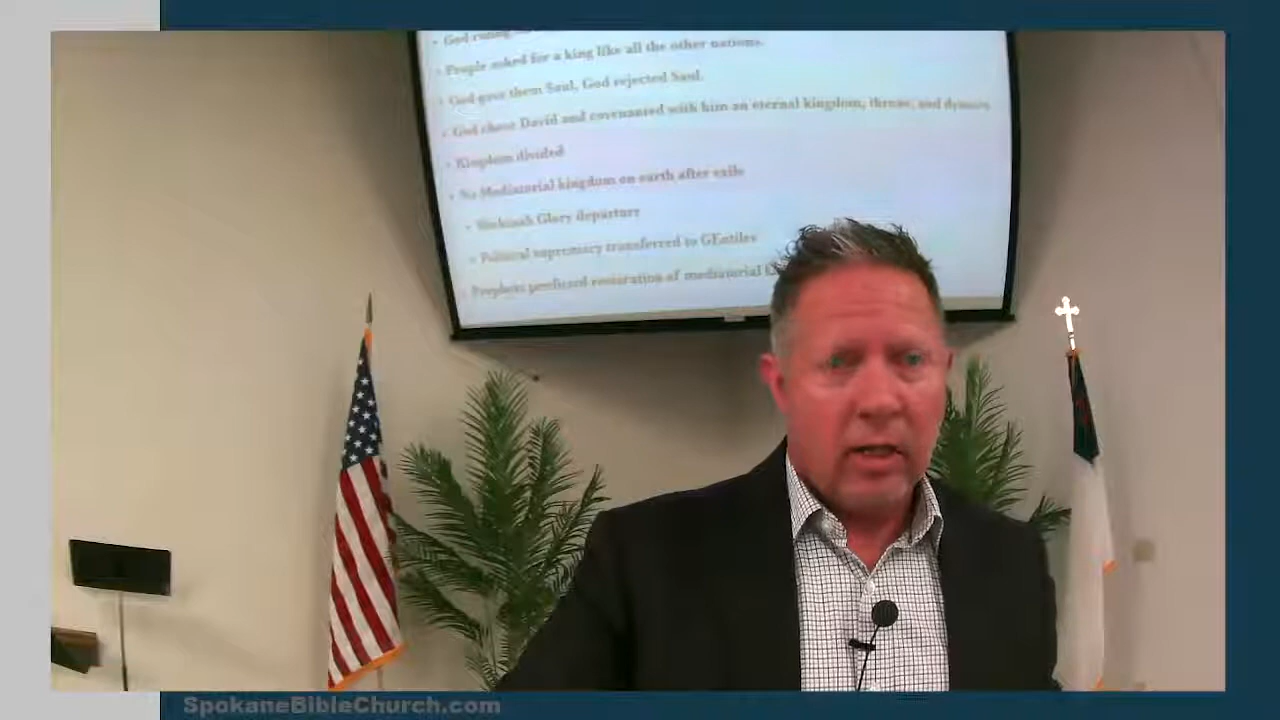 • God
• People asked for a king like all the other nations.
• God gave them Saul, God rejected Saul.
• God chose David and covenanted with him an eternal kingdom, throne, and dynasty
• Kingdom divided
• No Mediatorial kingdom on earth after exile
• Shekinah Glory departure
• Political supremacy transferred to GEntiles
• Prophets predicted restoration of mediatorial
SpokaneBibleChurch.com